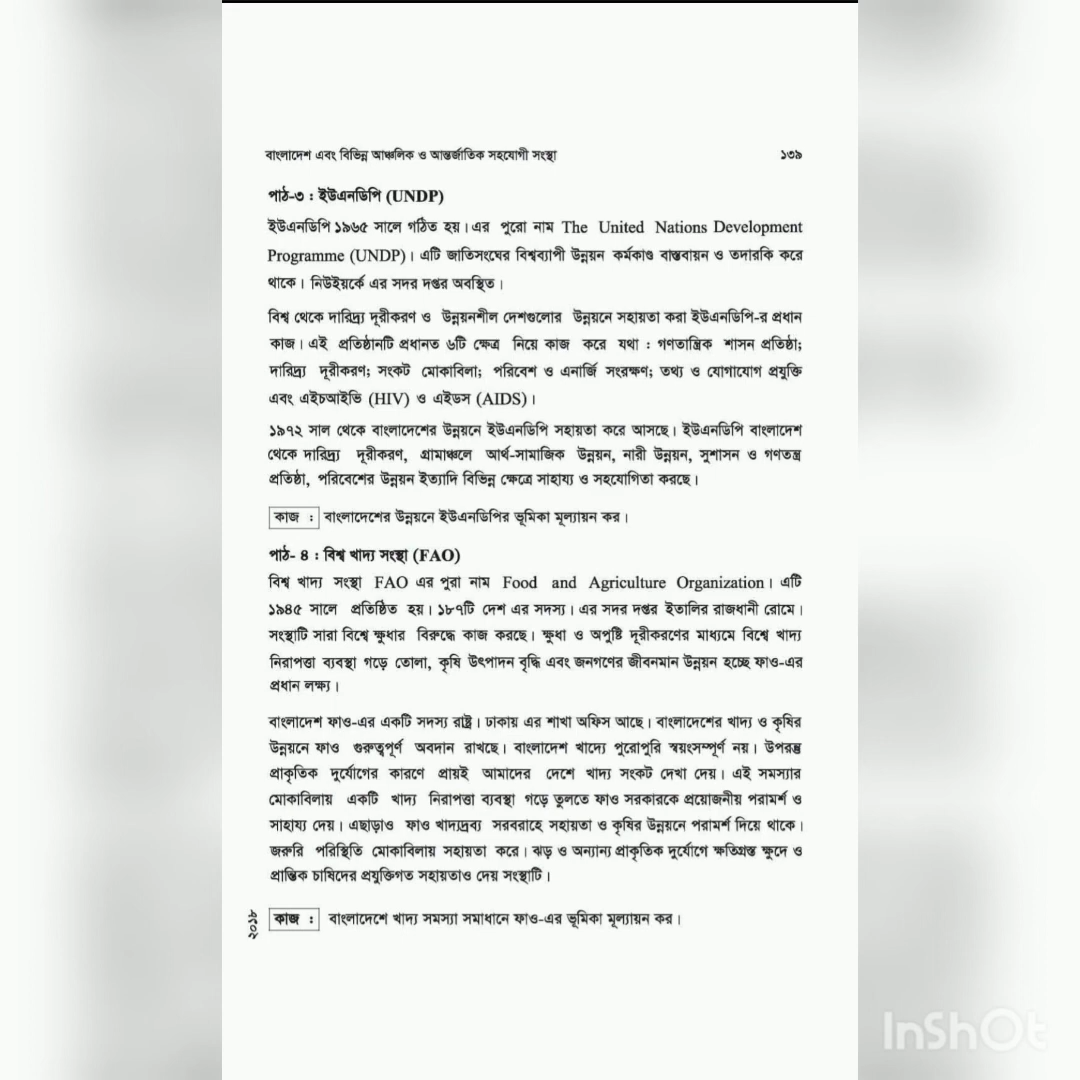 বাংলাদেশ এবং বিভিন্ন আঞ্চলিক ও আন্তর্জাতিক সহযোগী সংস্থা ১৩৯
পাঠ-৩ : ইউএনডিপি (UNDP)
ইউএনডিপি ১৯৬৫ সালে গঠিত হয়। এর পুরো নাম The United Nations Development
Programme (UNDP)। এটি জাতিসংঘের বিশ্বব্যাপী উন্নয়ন কর্মকাণ্ড বাস্তবায়ন ও তদারকি করে
থাকে। নিউইয়র্কে এর সদর দপ্তর অবস্থিত।
বিশ্ব থেকে দারিদ্র্য দূরীকরণ ও উন্নয়নশীল দেশগুলোর উন্নয়নে সহায়তা করা ইউএনডিপি-র প্রধান
কাজ। এই প্রতিষ্ঠানটি প্রধানত ৬টি ক্ষেত্র নিয়ে কাজ করে যথা : গণতান্ত্রিক শাসন প্রতিষ্ঠা;
দারিদ্র্য দূরীকরণ; সংকট মোকাবিলা; পরিবেশ ও এনার্জি সংরক্ষণ; তথ্য ও যোগাযোগ প্রযুক্তি
এবং এইচআইভি (HIV) ও এইডস (AIDS)।
১৯৭২ সাল থেকে বাংলাদেশের উন্নয়নে ইউএনডিপি সহায়তা করে আসছে। ইউএনডিপি বাংলাদেশ
থেকে দারিদ্র্য দূরীকরণ, গ্রামাঞ্চলে আর্থ-সামাজিক উন্নয়ন, নারী উন্নয়ন, সুশাসন ও গণতন্ত্র
প্রতিষ্ঠা, পরিবেশের উন্নয়ন ইত্যাদি বিভিন্ন ক্ষেত্রে সাহায্য ও সহযোগিতা করছে।
কাজ : বাংলাদেশের উন্নয়নে ইউএনডিপির ভূমিকা মূল্যায়ন কর।
পাঠ- ৪ : বিশ্ব খাদ্য সংস্থা (FAO)
বিশ্ব খাদ্য সংস্থা FAO এর পুরা নাম Food and Agriculture Organization। এটি
১৯৪৫ সালে প্রতিষ্ঠিত হয়। ১৮৭টি দেশ এর সদস্য। এর সদর দপ্তর ইতালির রাজধানী রোমে।
সংস্থাটি সারা বিশ্বে ক্ষুধার বিরুদ্ধে কাজ করছে। ক্ষুধা ও অপুষ্টি দূরীকরণের মাধ্যমে বিশ্বে খাদ্য
নিরাপত্তা ব্যবস্থা গড়ে তোলা, কৃষি উৎপাদন বৃদ্ধি এবং জনগণের জীবনমান উন্নয়ন হচ্ছে ফাও-এর
প্রধান লক্ষ্য।
বাংলাদেশ ফাও-এর একটি সদস্য রাষ্ট্র। ঢাকায় এর শাখা অফিস আছে। বাংলাদেশের খাদ্য ও কৃষির
উন্নয়নে ফাও গুরুত্বপূর্ণ অবদান রাখছে। বাংলাদেশ খাদ্যে পুরোপুরি স্বয়ংসম্পূর্ণ নয়। উপরন্তু
প্রাকৃতিক দুর্যোগের কারণে প্রায়ই আমাদের দেশে খাদ্য সংকট দেখা দেয়। এই সমস্যার
মোকাবিলায় একটি খাদ্য নিরাপত্তা ব্যবস্থা গড়ে তুলতে ফাও সরকারকে প্রয়োজনীয় পরামর্শ ও
সাহায্য দেয়। এছাড়াও ফাও খাদ্যদ্রব্য সরবরাহে সহায়তা ও কৃষির উন্নয়নে পরামর্শ দিয়ে থাকে।
জরুরি পরিস্থিতি মোকাবিলায় সহায়তা করে। ঝড় ও অন্যান্য প্রাকৃতিক দুর্যোগে ক্ষতিগ্রস্ত ক্ষুদে ও
প্রান্তিক চাষিদের প্রযুক্তিগত সহায়তাও দেয় সংস্থাটি।
কাজ : বাংলাদেশে খাদ্য সমস্যা সমাধানে ফাও-এর ভূমিকা মূল্যায়ন কর।
২০১৮
InShOt